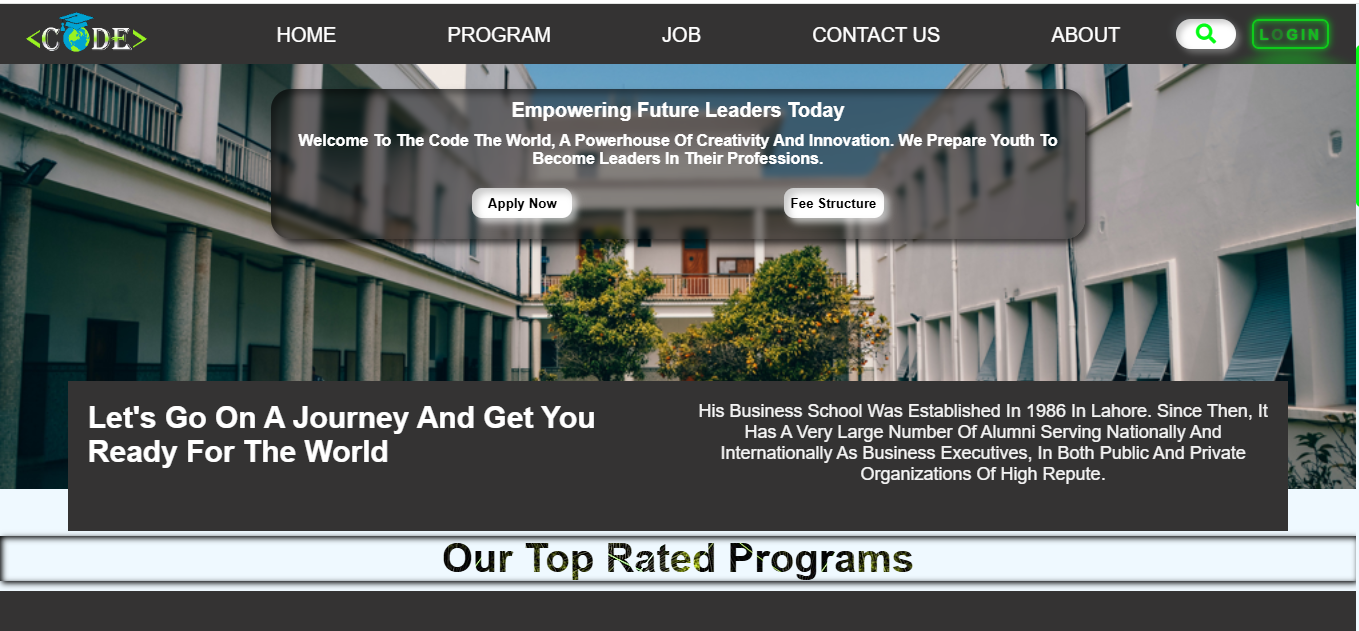 <CODE>
HOME PROGRAM JOB CONTACT US ABOUT LOGIN
Empowering Future Leaders Today
Welcome To The Code The World, A Powerhouse Of Creativity And Innovation. We Prepare Youth To
Become Leaders In Their Professions.
Apply Now Fee Structure
Let's Go On A Journey And Get You
Ready For The World
His Business School Was Established In 1986 In Lahore. Since Then, It
Has A Very Large Number Of Alumni Serving Nationally And
Internationally As Business Executives, In Both Public And Private
Organizations Of High Repute.
Our Top Rated Programs